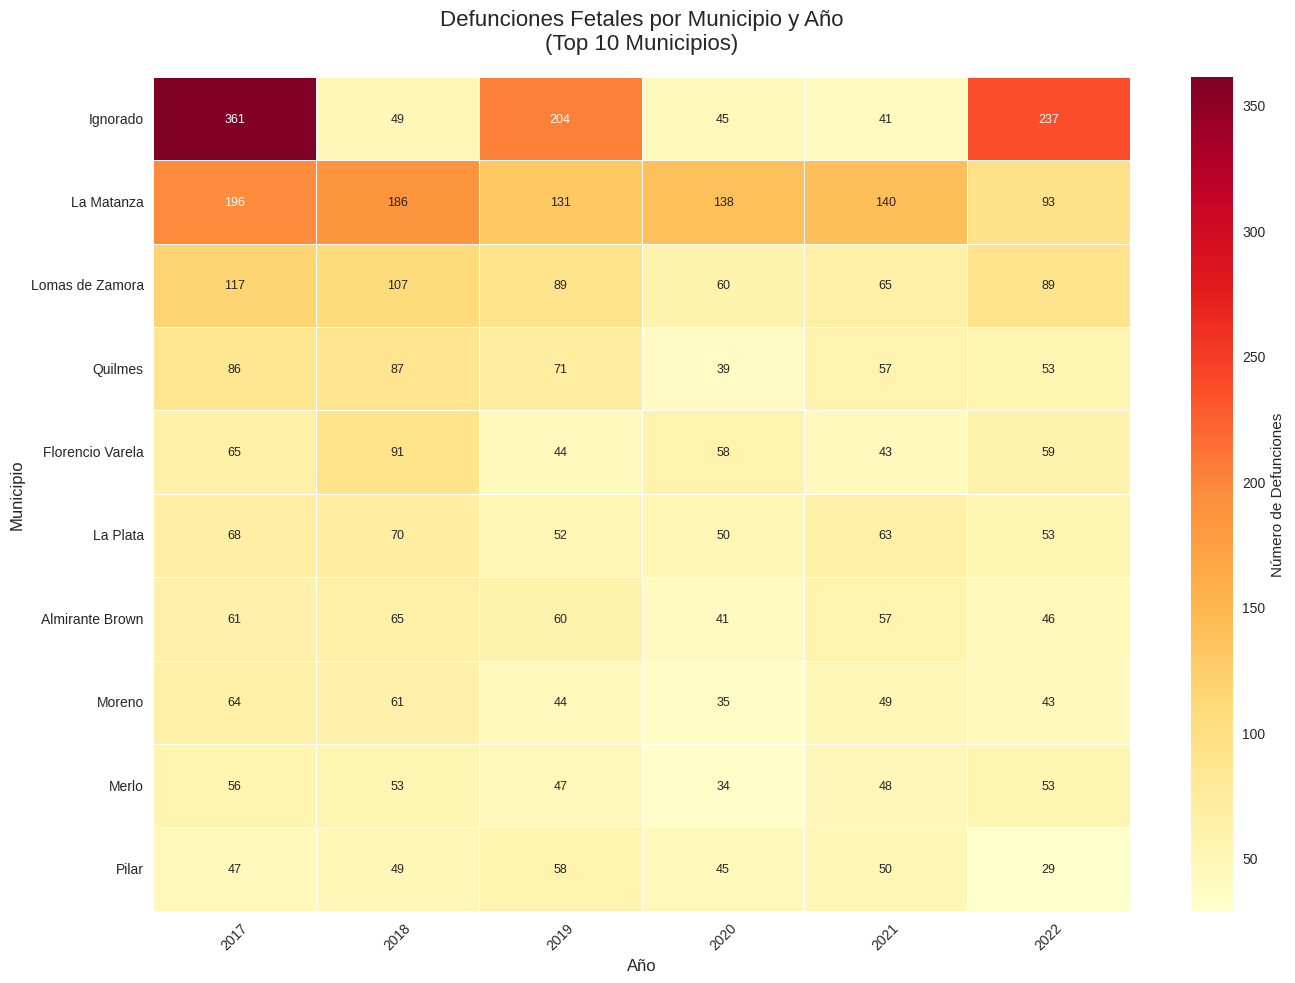 Defunciones Fetales por Municipio y Año
(Top 10 Municipios)
Ignorado 361 49 204 45 41 237
La Matanza 196 186 131 138 140 93
Lomas de Zamora 117 107 89 60 65 89
Quilmes 86 87 71 39 57 53
Florencio Varela 65 91 44 58 43 59
La Plata 68 70 52 50 63 53
Almirante Brown 61 65 60 41 57 46
Moreno 64 61 44 35 49 43
Merlo 56 53 47 34 48 53
Pilar 47 49 58 45 50 29
2017 2018 2019 2020 2021 2022
Año
Municipio
350
300
250
200
150
100
50
Número de Defunciones